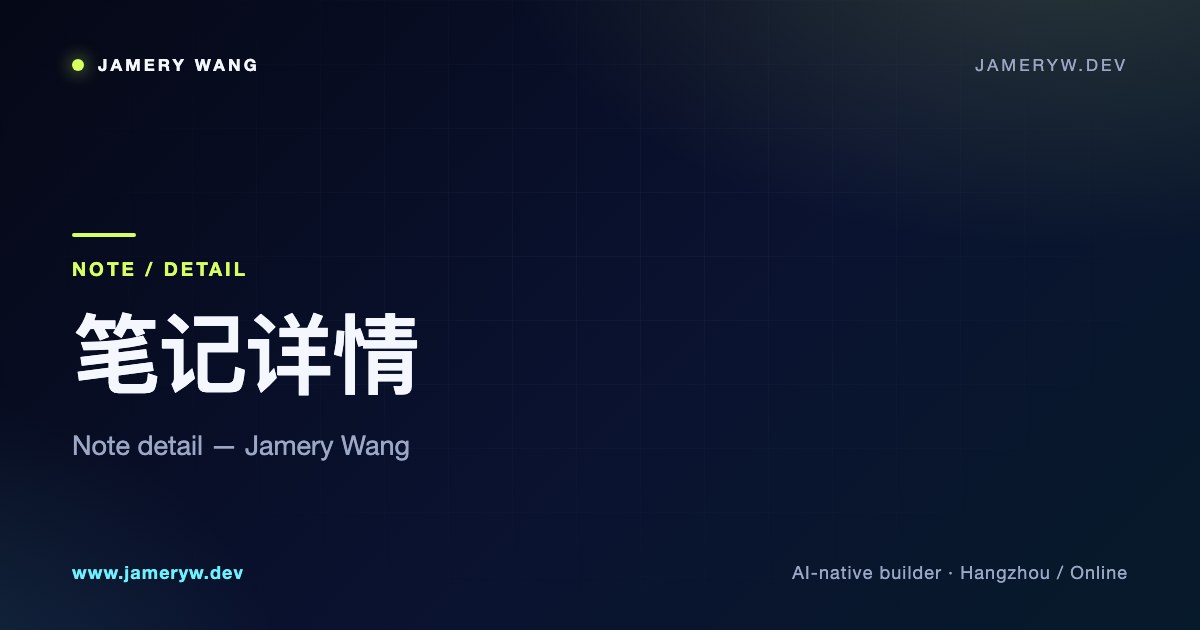 JAMERY WANG
JAMERYW.DEV
NOTE / DETAIL
笔记详情
Note detail — Jamery Wang
www.jameryw.dev
AI-native builder · Hangzhou / Online